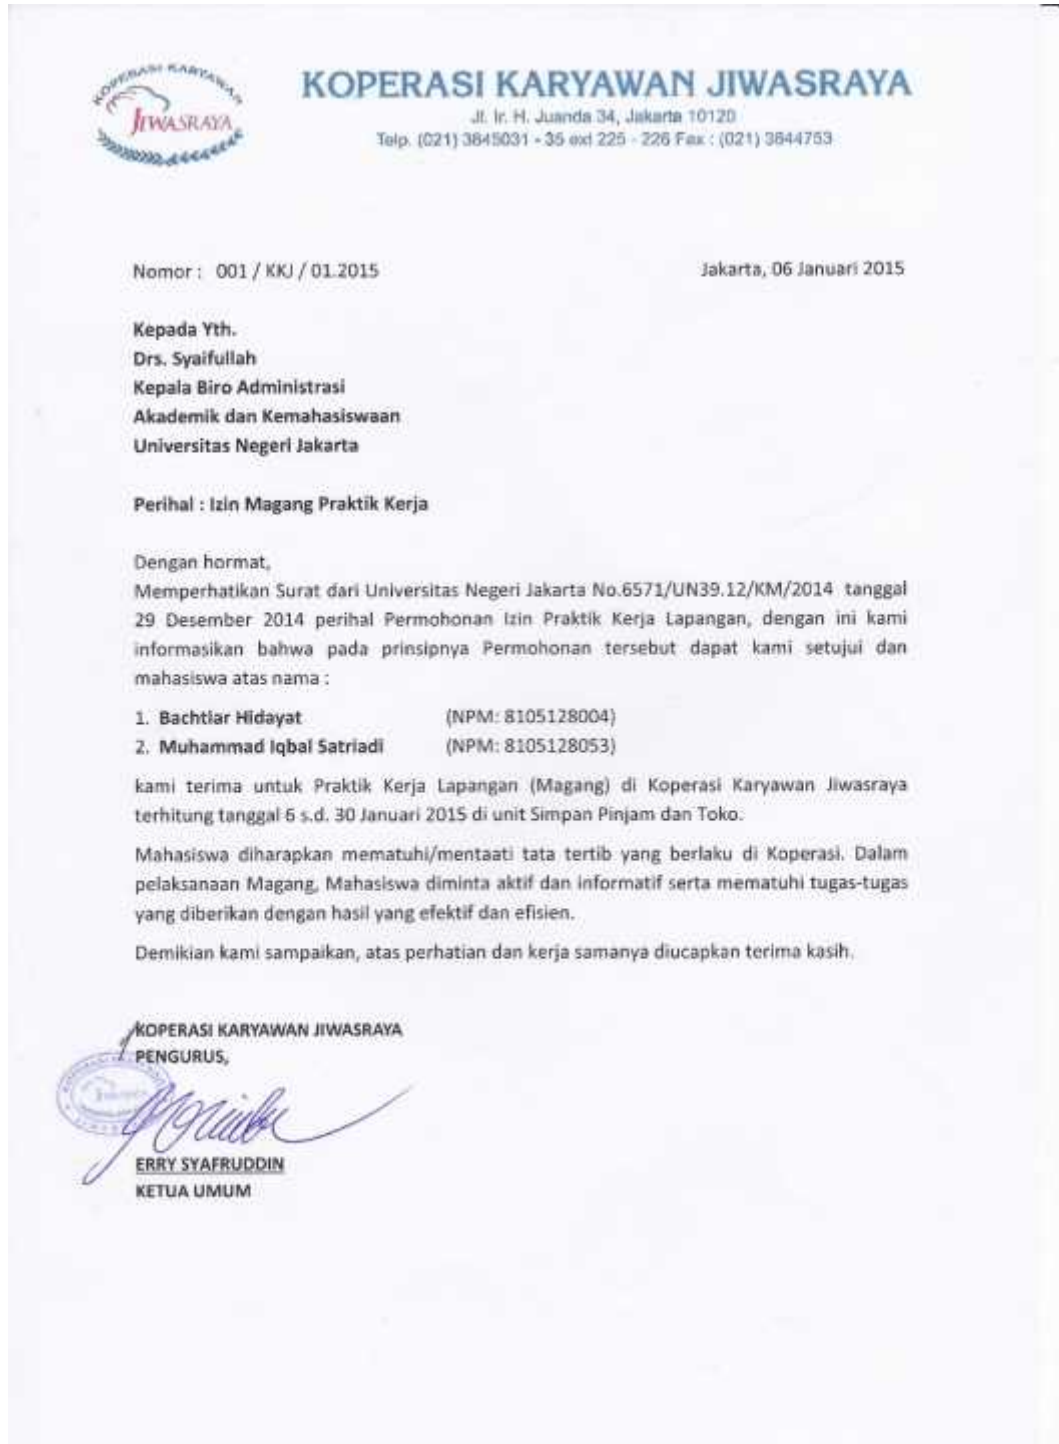 KOPERASI KARYAWAN
JIWASRAYA
KOPERASI KARYAWAN JIWASRAYA
Jl. Ir. H. Juanda 34, Jakarta 10120
Telp. (021) 3845031 - 35 ext 225 - 226 Fax : (021) 3844753
Nomor : 001 / KKJ / 01.2015
Jakarta, 06 Januari 2015
Kepada Yth.
Drs. Syaifullah
Kepala Biro Administrasi
Akademik dan Kemahasiswaan
Universitas Negeri Jakarta
Perihal : Izin Magang Praktik Kerja
Dengan hormat,
Memperhatikan Surat dari Universitas Negeri Jakarta No.6571/UN39.12/KM/2014 tanggal
29 Desember 2014 perihal Permohonan Izin Praktik Kerja Lapangan, dengan ini kami
informasikan bahwa pada prinsipnya Permohonan tersebut dapat kami setujui dan
mahasiswa atas nama :
1. Bachtiar Hidayat (NPM: 8105128004)
2. Muhammad Iqbal Satriadi (NPM: 8105128053)
kami terima untuk Praktik Kerja Lapangan (Magang) di Koperasi Karyawan Jiwasraya
terhitung tanggal 6 s.d. 30 Januari 2015 di unit Simpan Pinjam dan Toko.
Mahasiswa diharapkan mematuhi/mentaati tata tertib yang berlaku di Koperasi. Dalam
pelaksanaan Magang, Mahasiswa diminta aktif dan informatif serta mematuhi tugas-tugas
yang diberikan dengan hasil yang efektif dan efisien.
Demikian kami sampaikan, atas perhatian dan kerja samanya diucapkan terima kasih.
KOPERASI KARYAWAN JIWASRAYA
PENGURUS,
ERRY SYAFRUDDIN
KETUA UMUM